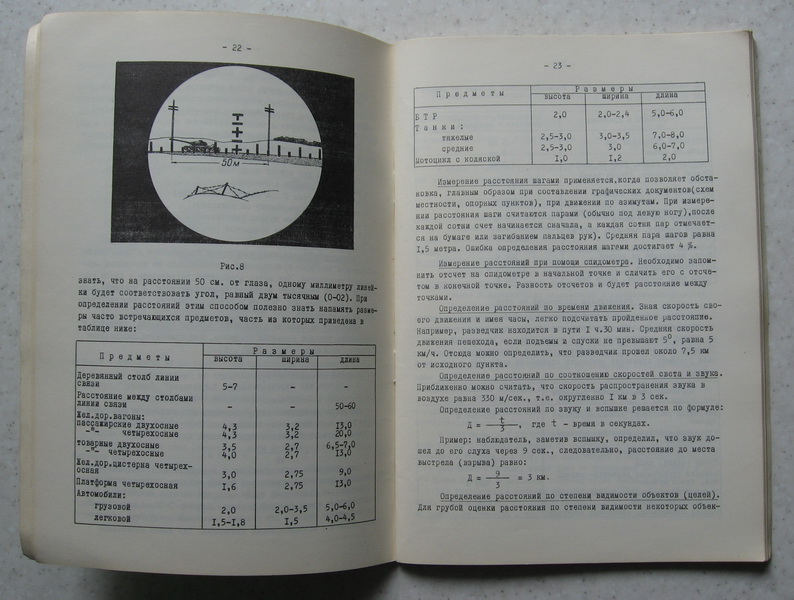 - 22 -
50м
Рис.8
знать, что на расстоянии 50 см. от глаза, одному миллиметру линей-
ки будет соответствовать угол, равный двум тысячным (0-02). При
определении расстояний этим способом полезно знать напамять разме-
ры часто встречающихся предметов, часть из которых приведена в
таблице ниже:
Предметы Размеры
высота ширина длина
Деревянный столб линии
связи 5-7 - -
Расстояние между столбами
линии связи - - 50-60
Жел.дор.вагоны:
пассажирские двухосные 4,3 3,2 13,0
-"- четырехосные 4,3 3,2 20,0
товарные двухосные 3,5 2,7 6,5-7,0
-"- четырехосные 4,0 2,7 13,0
Жел.дор.цистерна четырех-
осная 3,0 2,75 9,0
Платформа четырехосная 1,6 2,75 13,0
Автомобили:
грузовой 2,0 2,0-3,5 5,0-6,0
легковой 1,5-1,8 1,5 4,0-4,5
- 23 -
Предметы Размеры
высота ширина длина
БТР 2,0 2,0-2,4 5,0-6,0
Танки:
тяжелые 2,5-3,0 3,0-3,5 7,0-8,0
средние 2,5-3,0 3,0 6,0-7,0
Мотоцикл с коляской 1,0 1,2 2,0
Измерение расстояния шагами применяется,когда позволяет обста-
новка, главным образом при составлении графических документов(схем
местности, опорных пунктов), при движении по азимутам. При измере-
нии расстояния шаги считаются парами (обычно под левую ногу),после
каждой сотни счет начинается сначала, а каждая сотня пар отмечает-
ся на бумаге или загибанием пальцев рук). Средняя пара шагов равна
1,5 метра. Ошибка определения расстояния шагами достигает 4 %.
Измерение расстояний при помощи спидометра. Необходимо запом-
нить отсчет на спидометре в начальной точке и сличить его с отсче-
том в конечной точке. Разность отсчетов и будет расстояние между
точками.
Определение расстояний по времени движения. Зная скорость сво-
его движения и имея часы, легко подсчитать пройденное расстояние.
Например, разведчик находится в пути 1 ч.30 мин. Средняя скорость
движения пешехода, если подъемы и спуски не превышают 5⁰, равна 5
км/ч. Отсюда можно определить, что разведчик прошел около 7,5 км
от исходного пункта.
Определение расстояний по соотношению скоростей света и звука.
Приближенно можно считать, что скорость распространения звука в
воздухе равна 330 м/сек., т.е. округленно 1 км в 3 сек.
Определение расстояний по звуку и вспышке решается по формуле:
Д = t/3, где t - время в секундах.
Пример: наблюдатель, заметив вспышку, определил, что звук до-
шел до его слуха через 9 сек., следовательно, расстояние до места
выстрела (взрыва) равно:
Д = 9/3 = 3 км.
Определение расстояний по степени видимости объектов (целей).
Для грубой оценки расстояния по степени видимости некоторых объек-